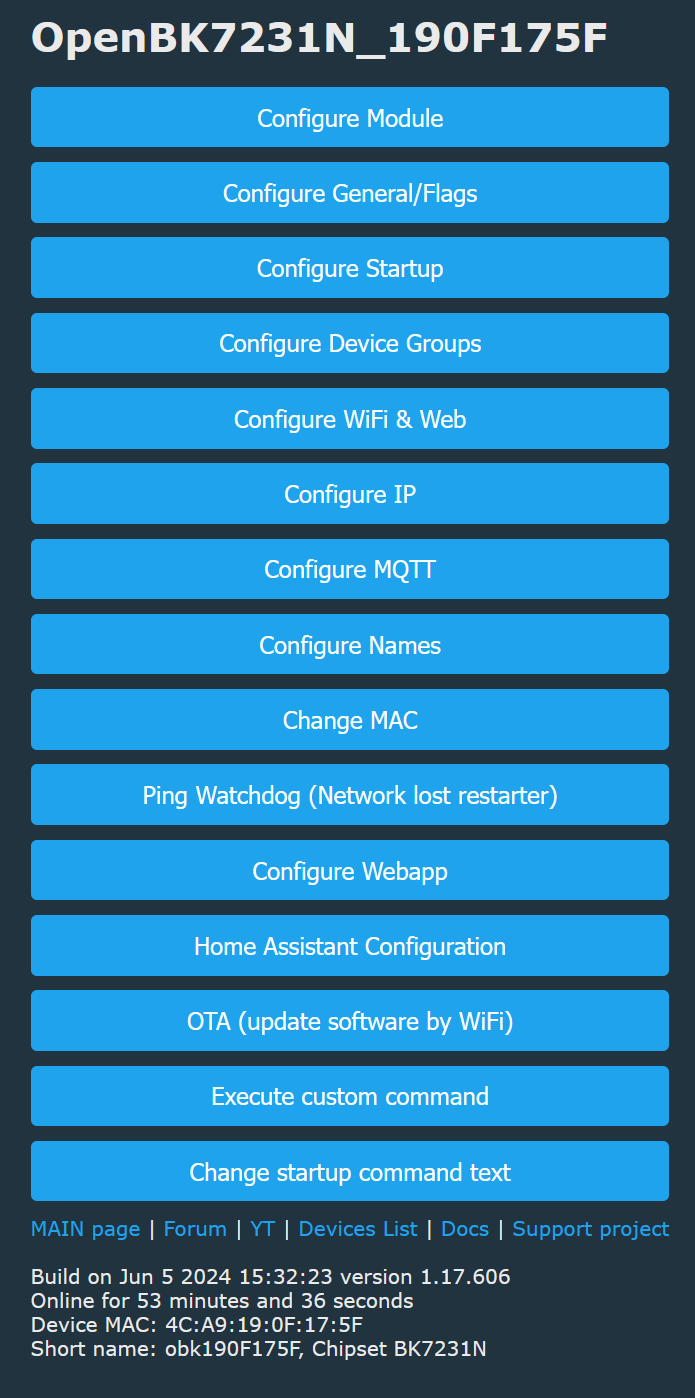 OpenBK7231N_190F175F
Configure Module
Configure General/Flags
Configure Startup
Configure Device Groups
Configure WiFi & Web
Configure IP
Configure MQTT
Configure Names
Change MAC
Ping Watchdog (Network lost restarter)
Configure Webapp
Home Assistant Configuration
OTA (update software by WiFi)
Execute custom command
Change startup command text
MAIN page | Forum | YT | Devices List | Docs | Support project
Build on Jun 5 2024 15:32:23 version 1.17.606
Online for 53 minutes and 36 seconds
Device MAC: 4C:A9:19:0F:17:5F
Short name: obk190F175F, Chipset BK7231N